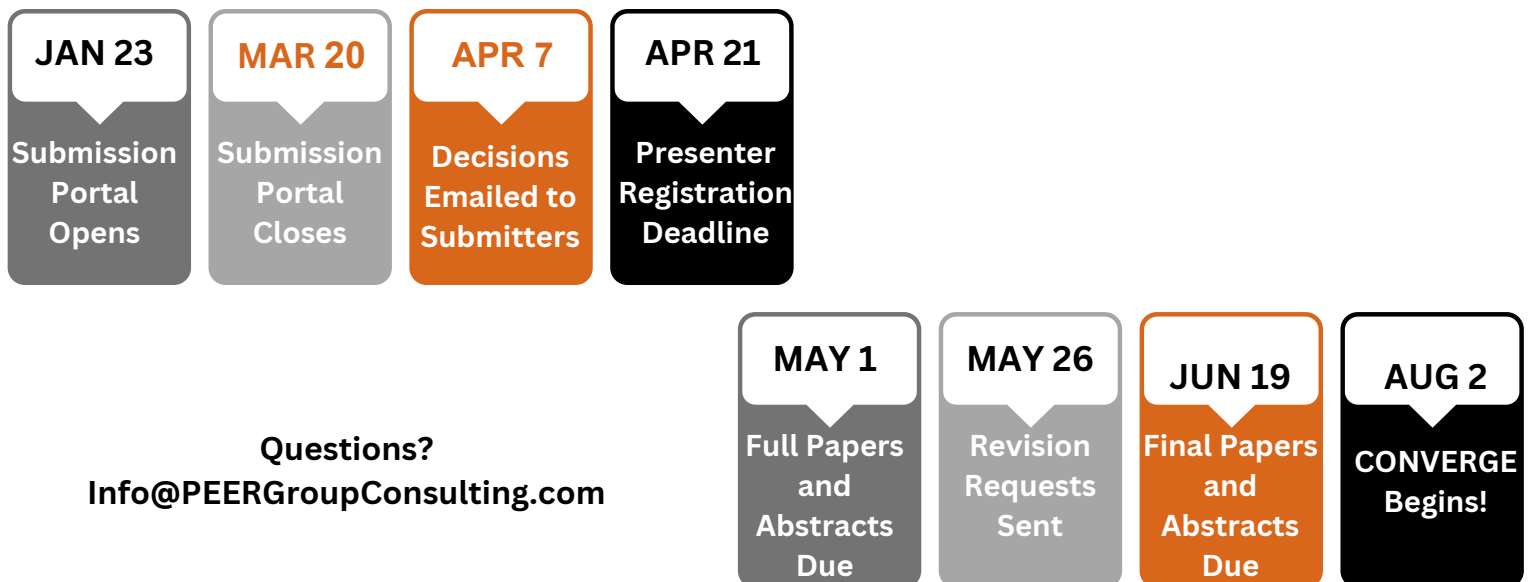 JAN 23
Submission
Portal
Opens
MAR 20
Submission
Portal
Closes
APR 7
Decisions
Emailed to
Submitters
APR 21
Presenter
Registration
Deadline
MAY 1
Full Papers
and
Abstracts
Due
MAY 26
Revision
Requests
Sent
JUN 19
Final Papers
and
Abstracts
Due
AUG 2
CONVERGE
Begins!
Questions?
Info@PEERGroupConsulting.com